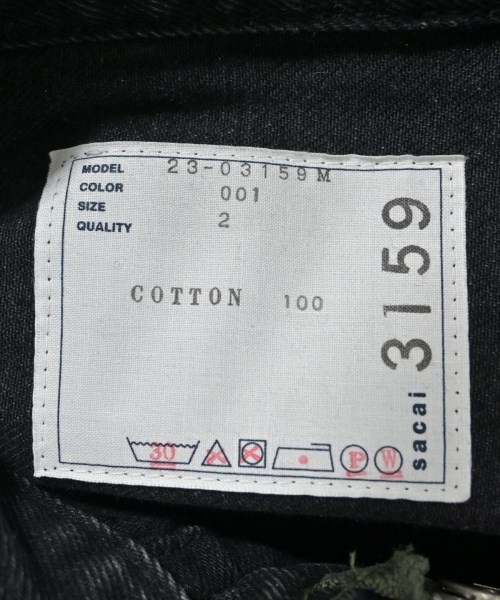 MODEL 23-03159M
COLOR 001
SIZE 2
QUALITY
COTTON 100
30
P
W
sacai 3159